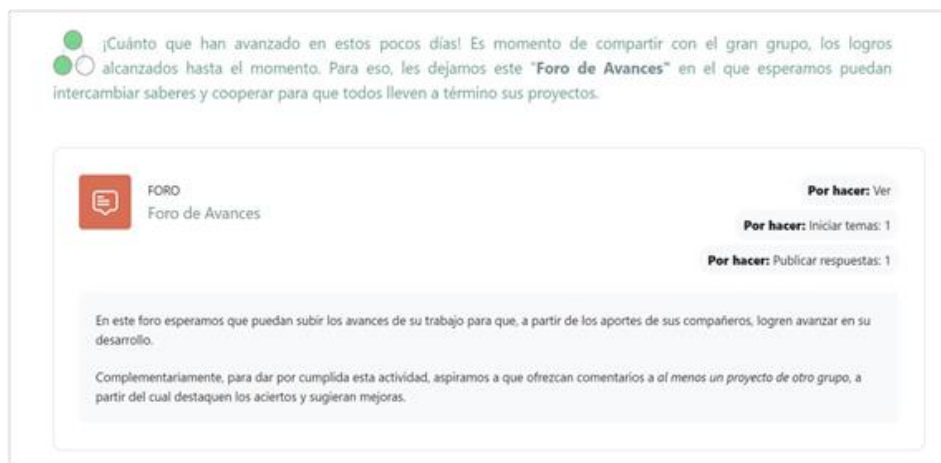 ¡Cuánto que han avanzado en estos pocos días! Es momento de compartir con el gran grupo, los logros
alcanzados hasta el momento. Para eso, les dejamos este "Foro de Avances" en el que esperamos puedan
intercambiar saberes y cooperar para que todos lleven a término sus proyectos.
FORO
Foro de Avances
Por hacer: Ver
Por hacer: Iniciar temas: 1
Por hacer: Publicar respuestas: 1
En este foro esperamos que puedan subir los avances de su trabajo para que, a partir de los aportes de sus compañeros, logren avanzar en su
desarrollo.
Complementariamente, para dar por cumplida esta actividad, aspiramos a que ofrezcan comentarios a al menos un proyecto de otro grupo, a
partir del cual destaquen los aciertos y sugieran mejoras.